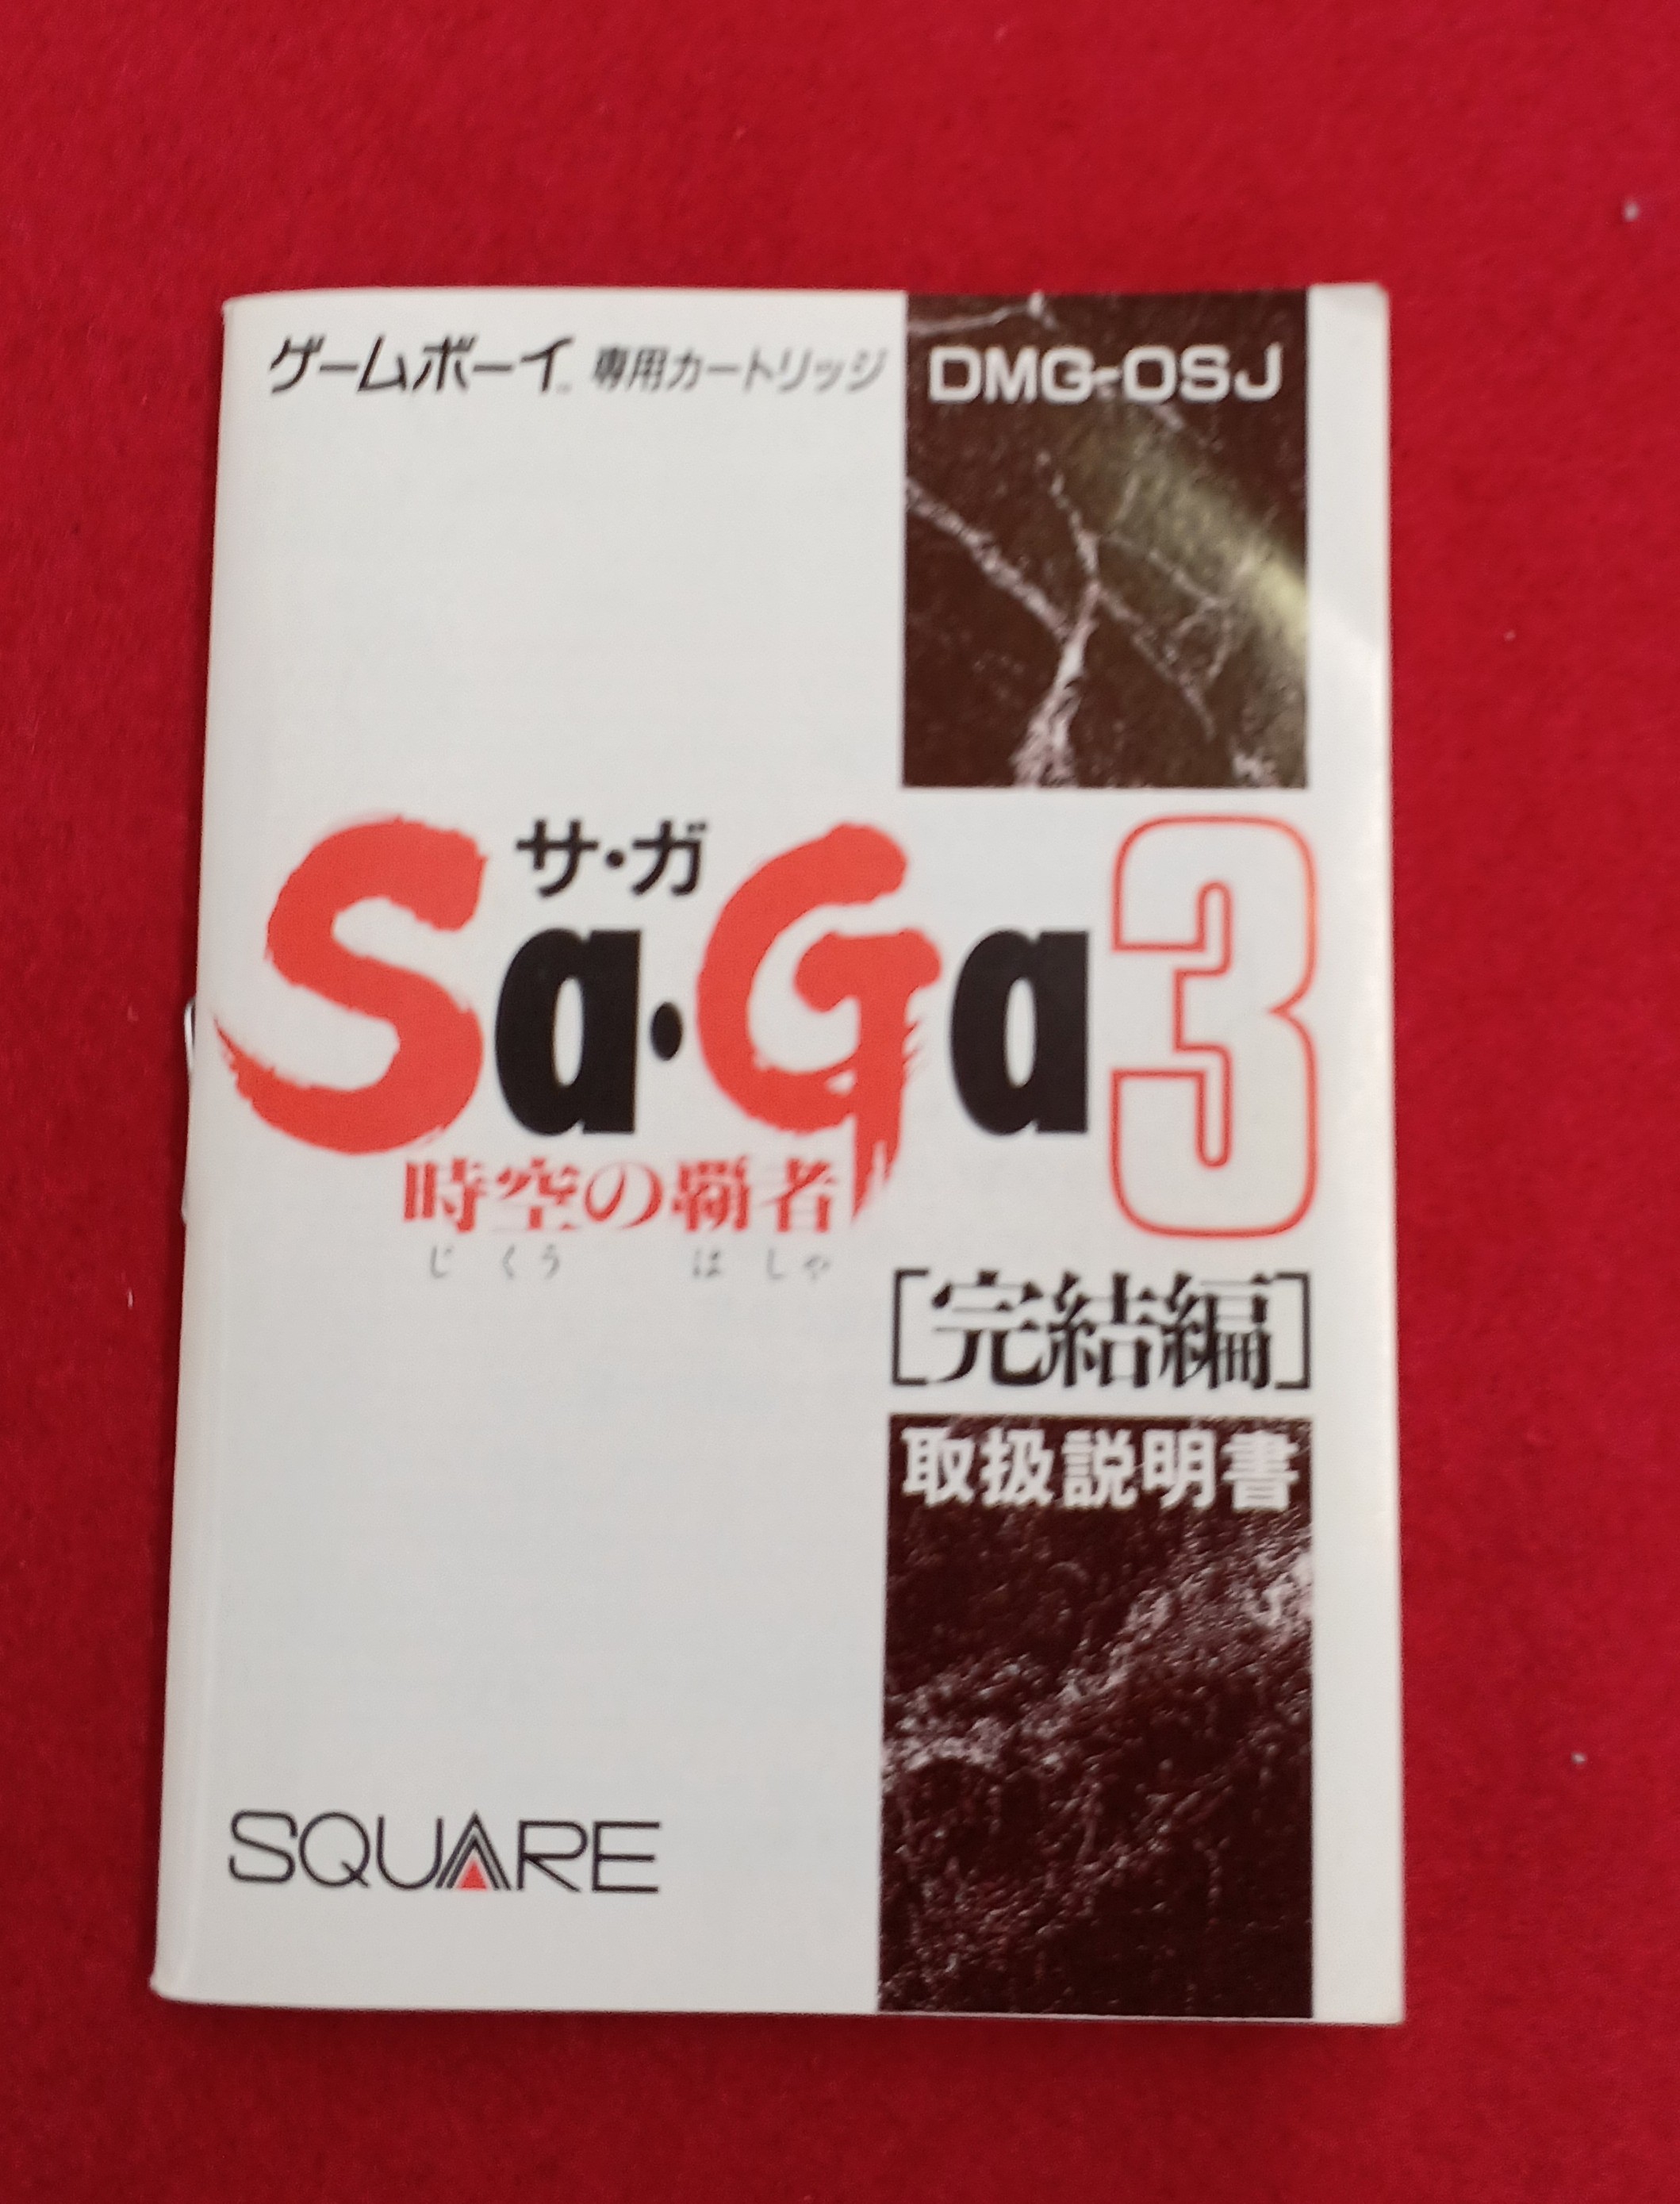 ゲームボーイ™ 専用カートリッジ
DMG-OSJ
サ・ガ
Sa・Ga3
時空の覇者
じくう はしゃ
[完結編]
取扱説明書
SQUARE